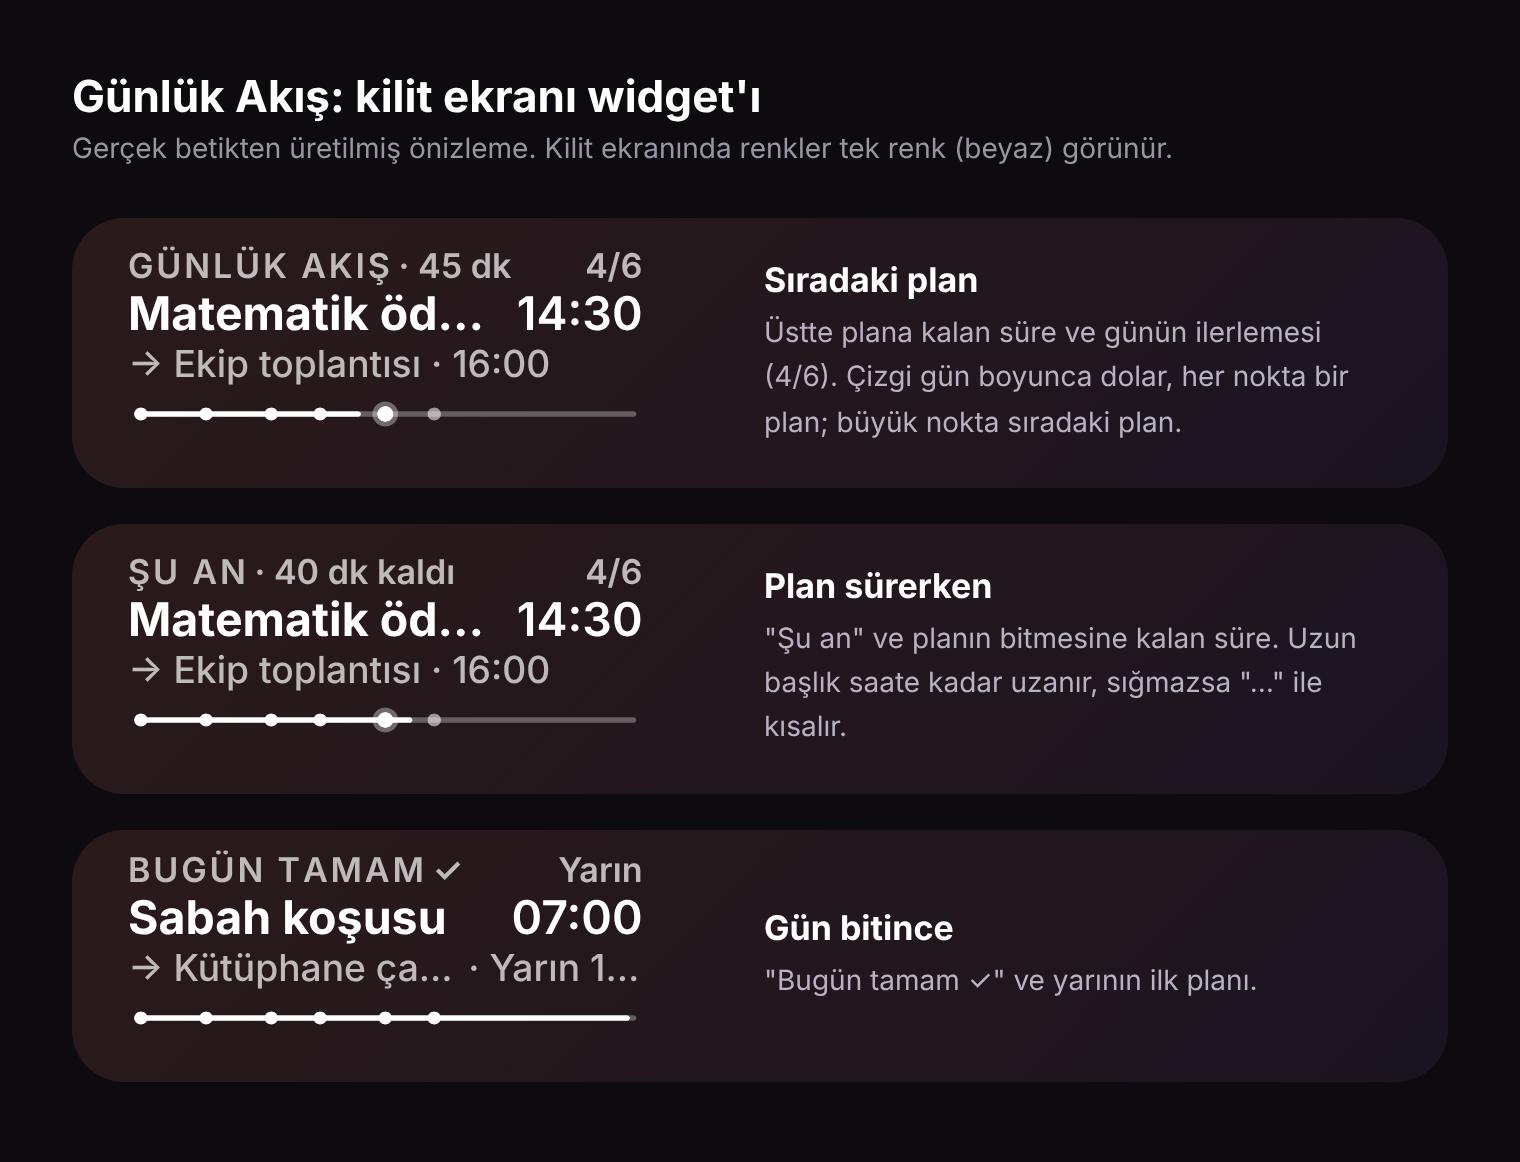 Günlük Akış: kilit ekranı widget'ı
Gerçek betikten üretilmiş önizleme. Kilit ekranında renkler tek renk (beyaz) görünür.
GÜNLÜK AKIŞ · 45 dk 4/6
Matematik öd... 14:30
→ Ekip toplantısı · 16:00
Sıradaki plan
Üstte plana kalan süre ve günün ilerlemesi
(4/6). Çizgi gün boyunca dolar, her nokta bir
plan; büyük nokta sıradaki plan.
ŞU AN · 40 dk kaldı 4/6
Matematik öd... 14:30
→ Ekip toplantısı · 16:00
Plan sürerken
"Şu an" ve planın bitmesine kalan süre. Uzun
başlık saate kadar uzanır, sığmazsa "..." ile
kısalır.
BUGÜN TAMAM ✓ Yarın
Sabah koşusu 07:00
→ Kütüphane ça... · Yarın 1...
Gün bitince
"Bugün tamam ✓" ve yarının ilk planı.